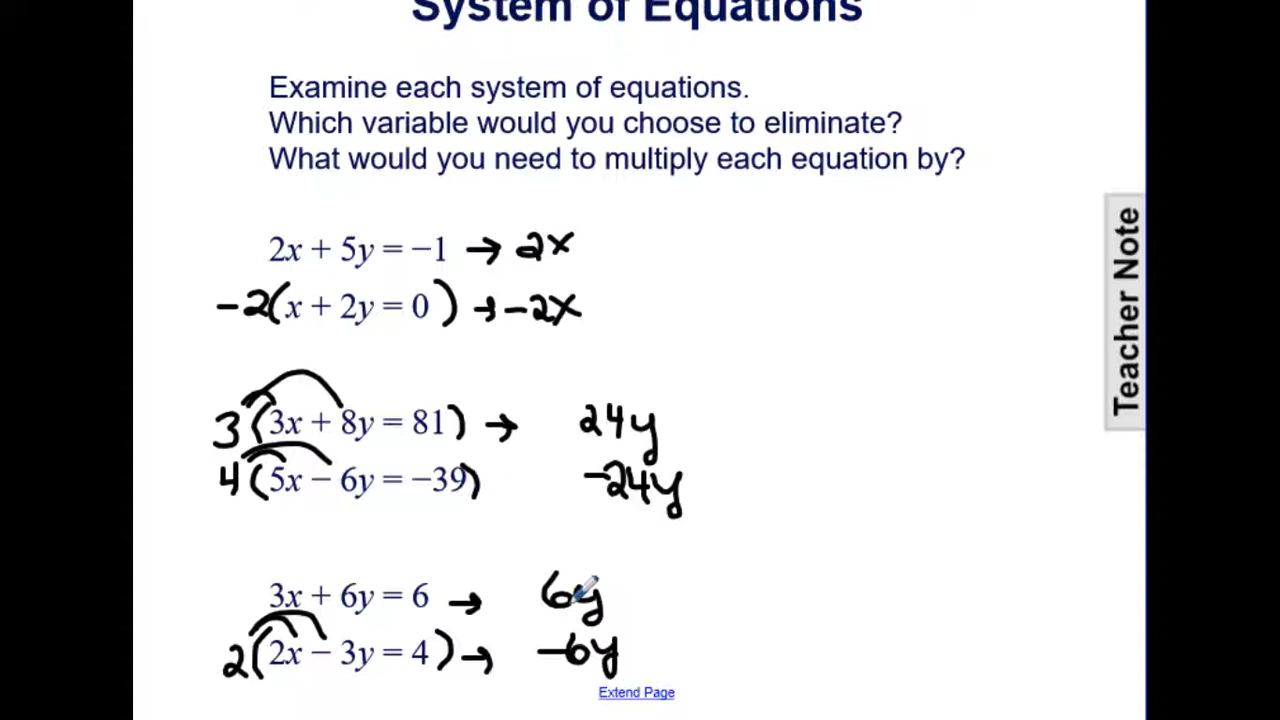 System of Equations
Examine each system of equations.
Which variable would you choose to eliminate?
What would you need to multiply each equation by?
2x + 5y = −1 → 2x
−2(x + 2y = 0) → −2x
3(3x + 8y = 81) → 24y
4(5x − 6y = −39) −24y
3x + 6y = 6 → 6y
2(2x − 3y = 4) → −6y
Extend Page
Teacher Note